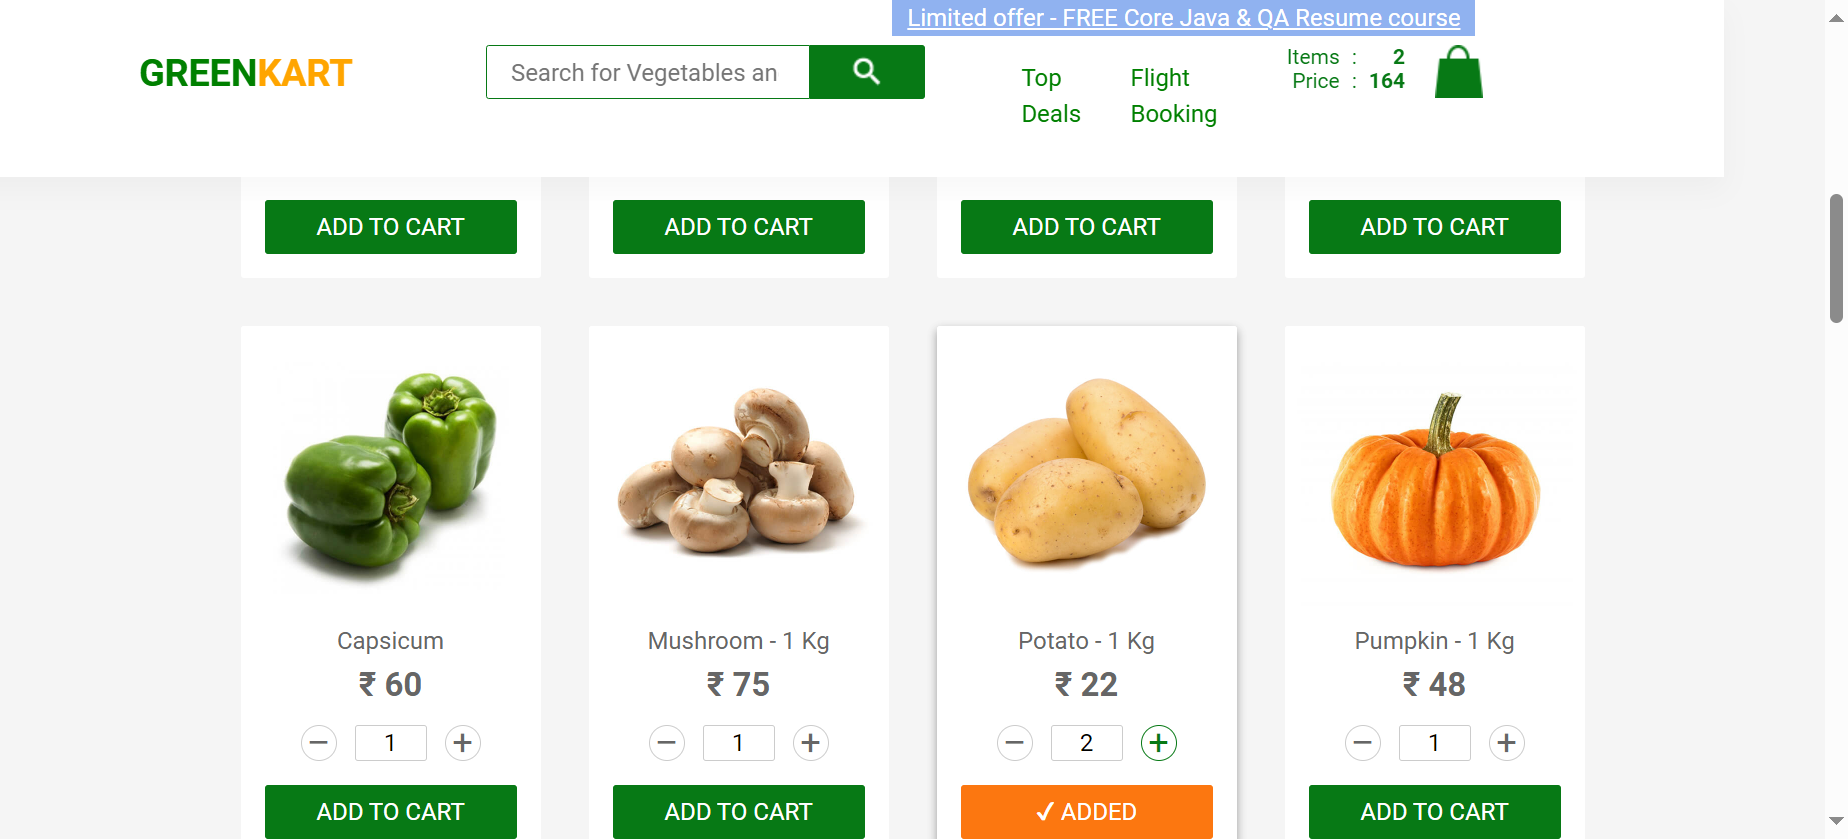 Limited offer - FREE Core Java & QA Resume course
GREENKART
Search for Vegetables an
Top Deals
Flight Booking
Items : 2
Price : 164
ADD TO CART
ADD TO CART
ADD TO CART
ADD TO CART
Capsicum
₹ 60
– 1 +
ADD TO CART
Mushroom - 1 Kg
₹ 75
– 1 +
ADD TO CART
Potato - 1 Kg
₹ 22
– 2 +
✓ ADDED
Pumpkin - 1 Kg
₹ 48
– 1 +
ADD TO CART